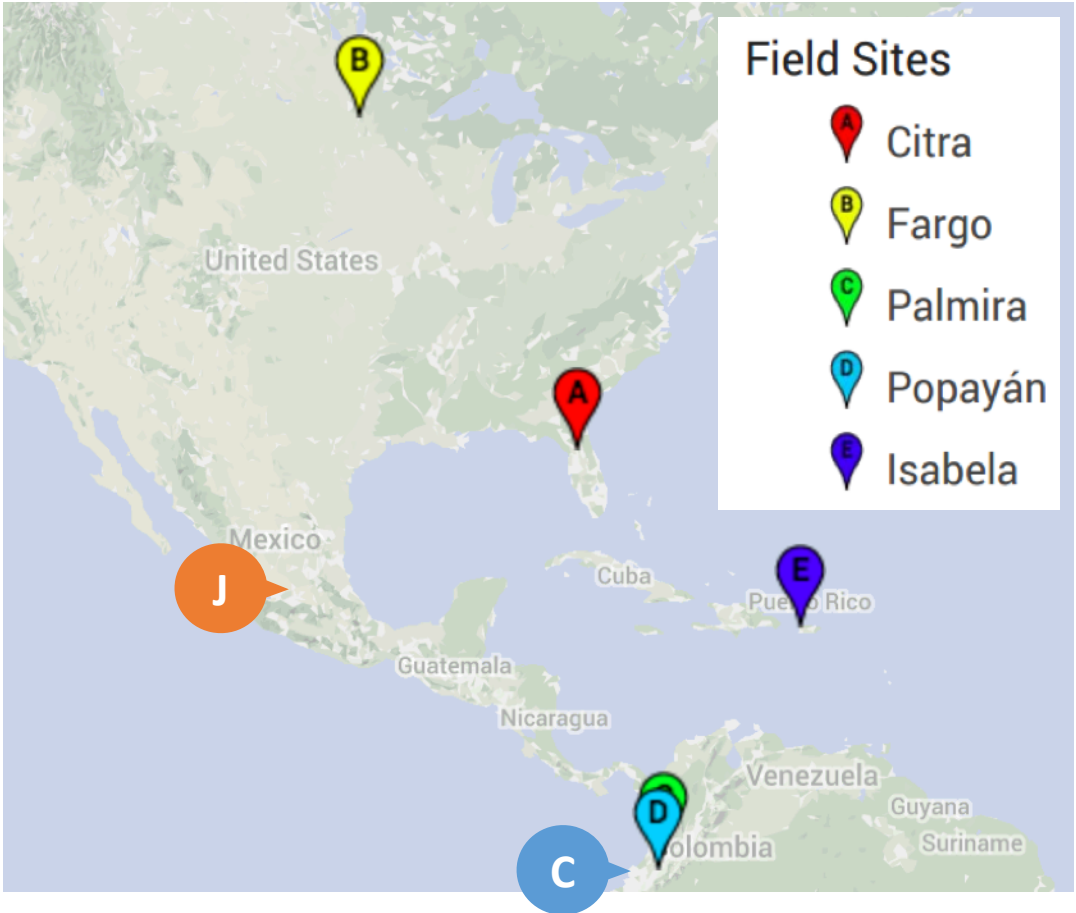 B
United States
A
Mexico
J
Cuba
E
Puerto Rico
Guatemala
Nicaragua
Venezuela
D
Guyana
Colombia
Suriname
C
Field Sites
A Citra
B Fargo
C Palmira
D Popayán
E Isabela